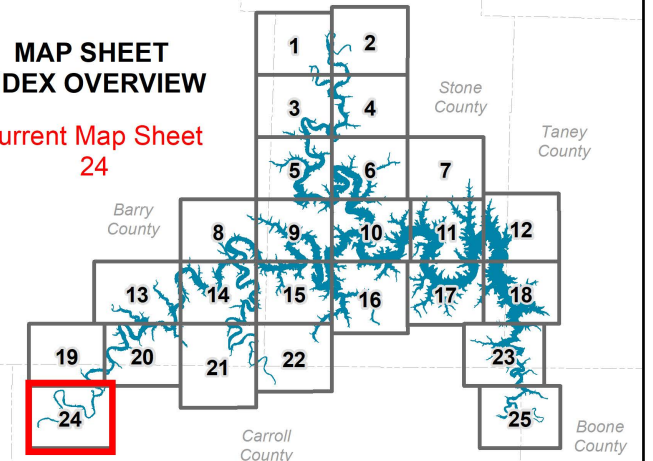 MAP SHEET
DEX OVERVIEW
urrent Map Sheet
24
1
2
Stone
County
3
4
Taney
County
5
6
7
Barry
County
8
9
10
11
12
13
14
15
16
17
18
19
20
21
22
23
24
25
Carroll
County
Boone
County